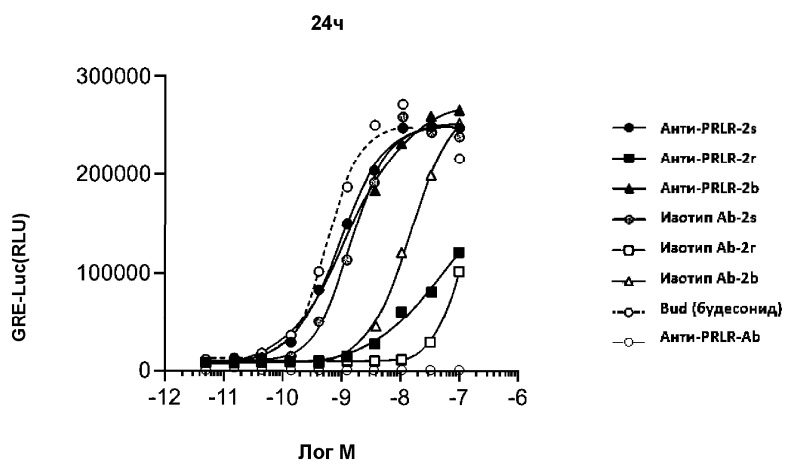 24ч
300000
200000
100000
0
-12 -11 -10 -9 -8 -7 -6
GRE-Luc(RLU)
Лог М
Анти-PRLR-2s
Анти-PRLR-2r
Анти-PRLR-2b
Изотип Ab-2s
Изотип Ab-2r
Изотип Ab-2b
Bud (будесонид)
Анти-PRLR-Ab